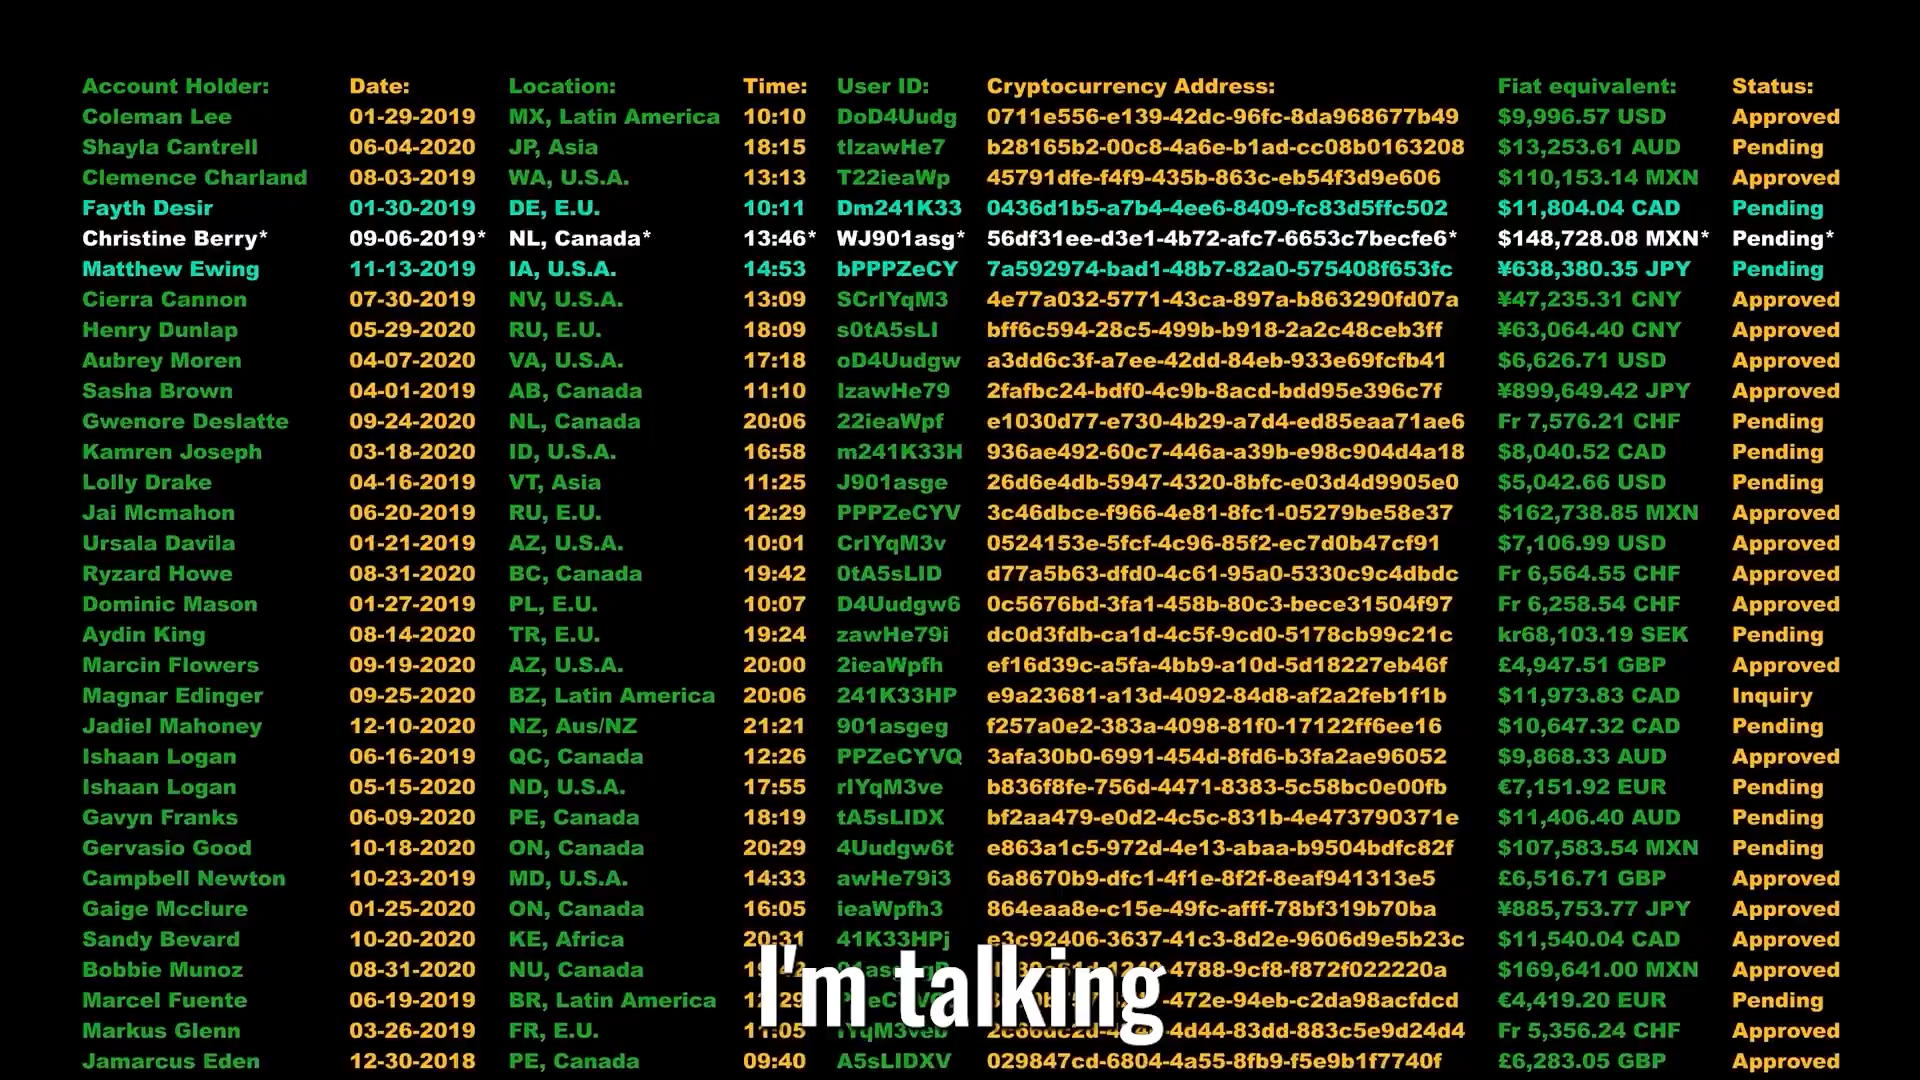 Account Holder: Date: Location: Time: User ID: Cryptocurrency Address: Fiat equivalent: Status:
Coleman Lee 01-29-2019 MX, Latin America 10:10 DoD4Uudg 0711e556-e139-42dc-96fc-8da968677b49 $9,996.57 USD Approved
Shayla Cantrell 06-04-2020 JP, Asia 18:15 tIzawHe7 b28165b2-00c8-4a6e-b1ad-cc08b0163208 $13,253.61 AUD Pending
Clemence Charland 08-03-2019 WA, U.S.A. 13:13 T22ieaWp 45791dfe-f4f9-435b-863c-eb54f3d9e606 $110,153.14 MXN Approved
Fayth Desir 01-30-2019 DE, E.U. 10:11 Dm241K33 0436d1b5-a7b4-4ee6-8409-fc83d5ffc502 $11,804.04 CAD Pending
Christine Berry* 09-06-2019* NL, Canada* 13:46* WJ901asg* 56df31ee-d3e1-4b72-afc7-6653c7becfe6* $148,728.08 MXN* Pending*
Matthew Ewing 11-13-2019 IA, U.S.A. 14:53 bPPPZeCY 7a592974-bad1-48b7-82a0-575408f653fc ¥638,380.35 JPY Pending
Cierra Cannon 07-30-2019 NV, U.S.A. 13:09 SCrIYqM3 4e77a032-5771-43ca-897a-b863290fd07a ¥47,235.31 CNY Approved
Henry Dunlap 05-29-2020 RU, E.U. 18:09 s0tA5sLI bff6c594-28c5-499b-b918-2a2c48ceb3ff ¥63,064.40 CNY Approved
Aubrey Moren 04-07-2020 VA, U.S.A. 17:18 oD4Uudgw a3dd6c3f-a7ee-42dd-84eb-933e69fcfb41 $6,626.71 USD Approved
Sasha Brown 04-01-2019 AB, Canada 11:10 IzawHe79 2fafbc24-bdf0-4c9b-8acd-bdd95e396c7f ¥899,649.42 JPY Approved
Gwenore Deslatte 09-24-2020 NL, Canada 20:06 22ieaWpf e1030d77-e730-4b29-a7d4-ed85eaa71ae6 Fr 7,576.21 CHF Pending
Kamren Joseph 03-18-2020 ID, U.S.A. 16:58 m241K33H 936ae492-60c7-446a-a39b-e98c904d4a18 $8,040.52 CAD Pending
Lolly Drake 04-16-2019 VT, Asia 11:25 J901asge 26d6e4db-5947-4320-8bfc-e03d4d9905e0 $5,042.66 USD Pending
Jai Mcmahon 06-20-2019 RU, E.U. 12:29 PPPZeCYV 3c46dbce-f966-4e81-8fc1-05279be58e37 $162,738.85 MXN Approved
Ursala Davila 01-21-2019 AZ, U.S.A. 10:01 CrIYqM3v 0524153e-5fcf-4c96-85f2-ec7d0b47cf91 $7,106.99 USD Approved
Ryzard Howe 08-31-2020 BC, Canada 19:42 0tA5sLID d77a5b63-dfd0-4c61-95a0-5330c9c4dbdc Fr 6,564.55 CHF Approved
Dominic Mason 01-27-2019 PL, E.U. 10:07 D4Uudgw6 0c5676bd-3fa1-458b-80c3-bece31504f97 Fr 6,258.54 CHF Approved
Aydin King 08-14-2020 TR, E.U. 19:24 zawHe79i dc0d3fdb-ca1d-4c5f-9cd0-5178cb99c21c kr68,103.19 SEK Pending
Marcin Flowers 09-19-2020 AZ, U.S.A. 20:00 2ieaWpfh ef16d39c-a5fa-4bb9-a10d-5d18227eb46f £4,947.51 GBP Approved
Magnar Edinger 09-25-2020 BZ, Latin America 20:06 241K33HP e9a23681-a13d-4092-84d8-af2a2feb1f1b $11,973.83 CAD Inquiry
Jadiel Mahoney 12-10-2020 NZ, Aus/NZ 21:21 901asgeg f257a0e2-383a-4098-81f0-17122ff6ee16 $10,647.32 CAD Pending
Ishaan Logan 06-16-2019 QC, Canada 12:26 PPZeCYVQ 3afa30b0-6991-454d-8fd6-b3fa2ae96052 $9,868.33 AUD Approved
Ishaan Logan 05-15-2020 ND, U.S.A. 17:55 rIYqM3ve b836f8fe-756d-4471-8383-5c58bc0e00fb €7,151.92 EUR Pending
Gavyn Franks 06-09-2020 PE, Canada 18:19 tA5sLIDX bf2aa479-e0d2-4c5c-831b-4e473790371e $11,406.40 AUD Pending
Gervasio Good 10-18-2020 ON, Canada 20:29 4Uudgw6t e863a1c5-972d-4e13-abaa-b9504bdfc82f $107,583.54 MXN Pending
Campbell Newton 10-23-2020 MD, U.S.A. 14:33 awHe79i3 6a8670b9-dfc1-4f1e-8f2f-8eaf941313e5 £6,516.71 GBP Approved
Gaige Mcclure 01-25-2020 ON, Canada 16:05 ieaWpfh3 864eaa8e-c15e-49fc-afff-78bf319b70ba ¥885,753.77 JPY Approved
Sandy Bevard 10-20-2020 KE, Africa 20:31 41K33HPj e3c92406-3637-41c3-8d2e-9606d9e5b23c $11,540.04 CAD Approved
Bobbie Munoz 08-31-2020 NU, Canada $169,641.00 MXN Approved
Marcel Fuente 06-19-2019 BR, Latin America €4,419.20 EUR Pending
Markus Glenn 03-26-2019 FR, E.U. 11:05 Fr 5,356.24 CHF Approved
Jamarcus Eden 12-30-2018 PE, Canada 09:40 A5sLIDXV 029847cd-6804-4a55-8fb9-f5e9b1f7740f £6,283.05 GBP Approved
I'm talking